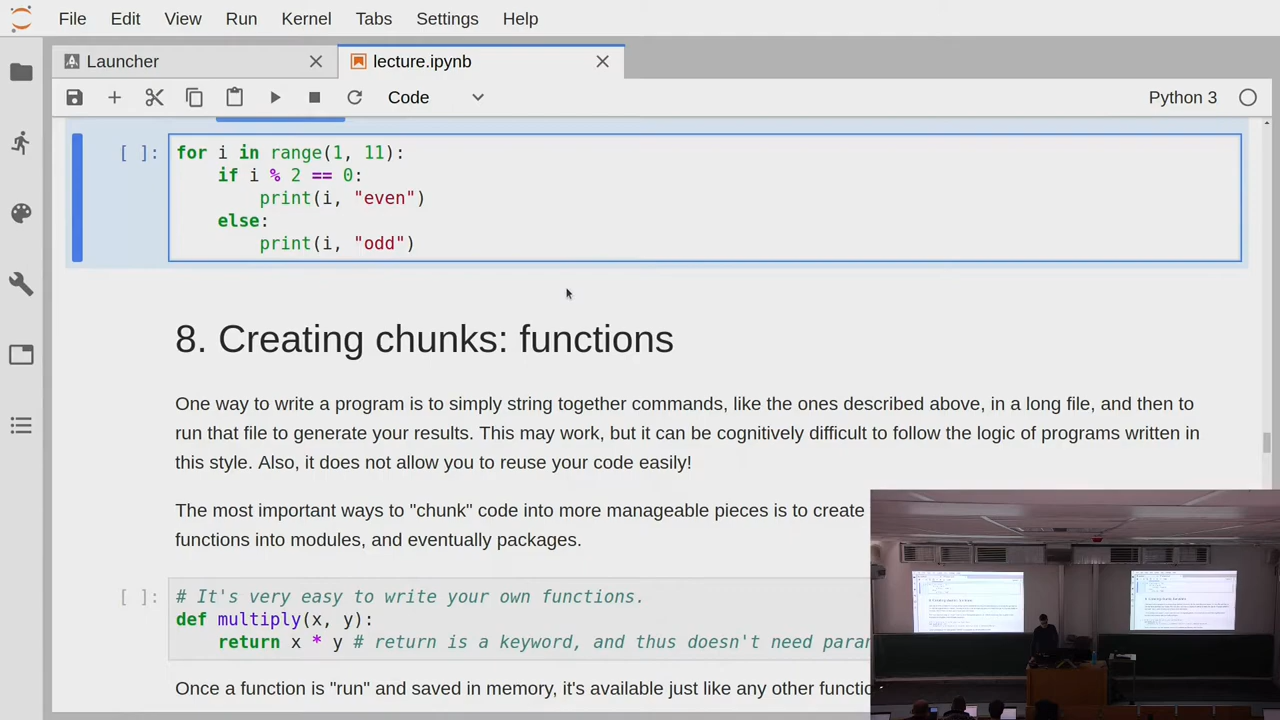 File Edit View Run Kernel Tabs Settings Help
Launcher
lecture.ipynb
Code
Python 3
[ ]:
for i in range(1, 11):
if i % 2 == 0:
print(i, "even")
else:
print(i, "odd")
8. Creating chunks: functions
One way to write a program is to simply string together commands, like the ones described above, in a long file, and then to
run that file to generate your results. This may work, but it can be cognitively difficult to follow the logic of programs written in
this style. Also, it does not allow you to reuse your code easily!
The most important ways to "chunk" code into more manageable pieces is to create
functions into modules, and eventually packages.
[ ]:
# It's very easy to write your own functions.
def multiply(x, y):
return x * y # return is a keyword, and thus doesn't need
Once a function is "run" and saved in memory, it's available just like any other